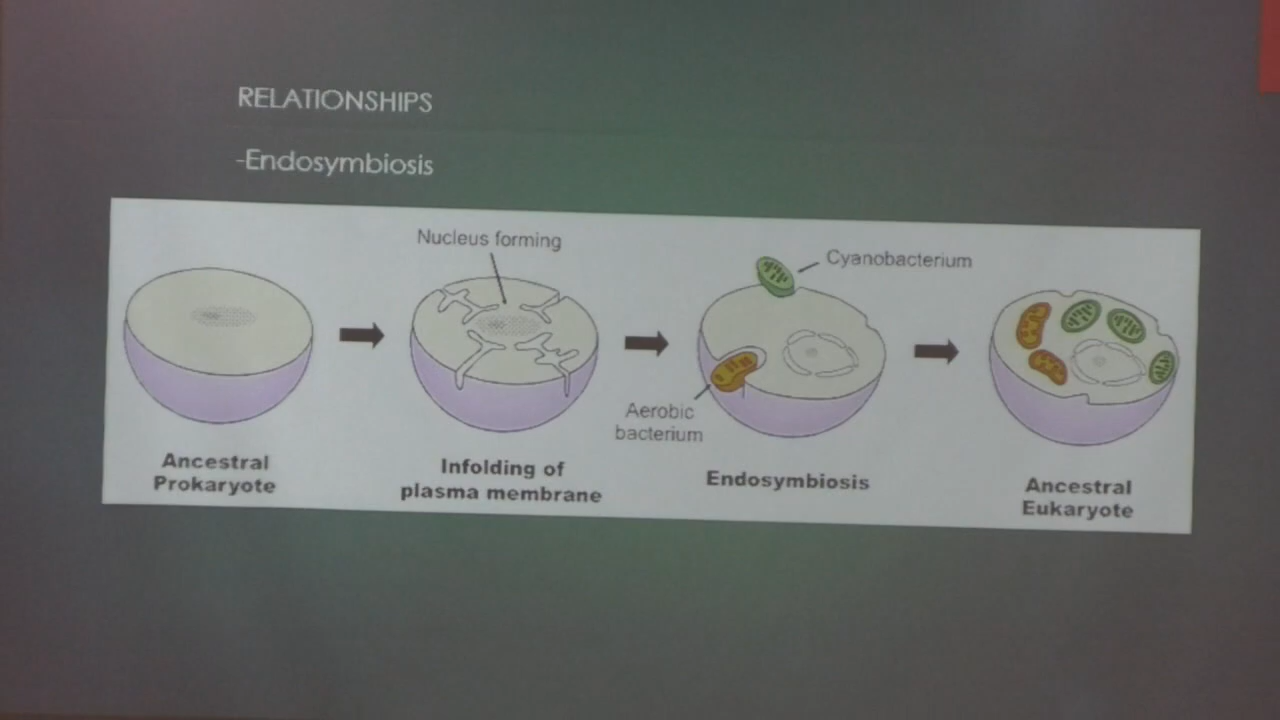 RELATIONSHIPS
-Endosymbiosis
Nucleus forming
Cyanobacterium
Aerobic
bacterium
Ancestral
Prokaryote
Infolding of
plasma membrane
Endosymbiosis
Ancestral
Eukaryote